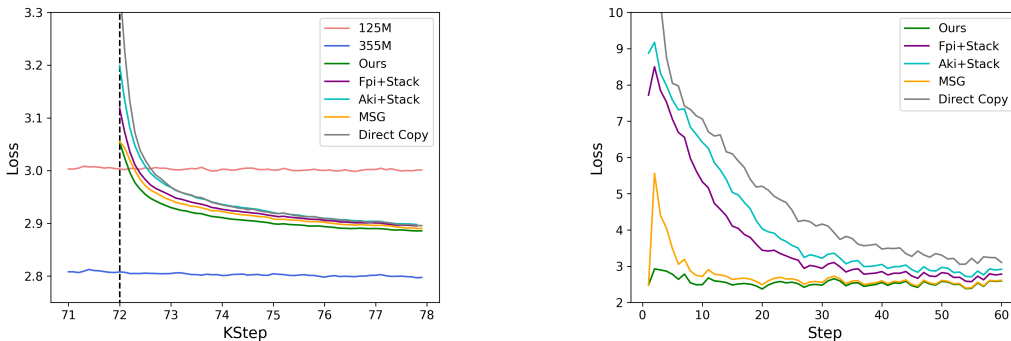 3.3
3.2
3.1
3.0
2.9
2.8
Loss
71
72
73
74
75
76
77
78
KStep
125M
355M
Ours
Fpi+Stack
Aki+Stack
MSG
Direct Copy
10
9
8
7
6
5
4
3
2
Loss
0
10
20
30
40
50
60
Step
Ours
Fpi+Stack
Aki+Stack
MSG
Direct Copy